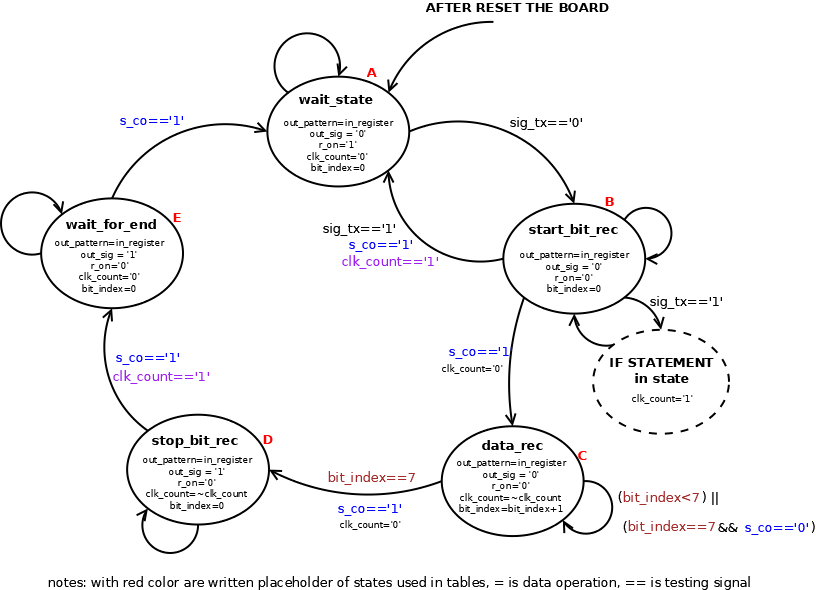 AFTER RESET THE BOARD
A
wait_state
out_pattern=in_register
out_sig = '0'
r_on='1'
clk_count='0'
bit_index=0
s_co=='1'
sig_tx=='0'
B
start_bit_rec
out_pattern=in_register
out_sig = '0'
r_on='0'
bit_index=0
E
wait_for_end
out_pattern=in_register
out_sig = '1'
r_on='0'
clk_count='0'
bit_index=0
sig_tx=='1'
s_co=='1'
clk_count=='1'
sig_tx=='1'
IF STATEMENT
in state
clk_count='1'
s_co=='1
clk_count='0'
s_co=='1'
clk_count=='1'
D
stop_bit_rec
out_pattern=in_register
out_sig = '1'
r_on='0'
clk_count=~clk_count
bit_index=0
C
data_rec
out_pattern=in_register
out_sig = '0'
r_on='0'
clk_count=~clk_count
bit_index=bit_index+1
bit_index==7
s_co=='1'
clk_count='0'
(bit_index<7) ||
(bit_index==7 && s_co=='0')
notes: with red color are written placeholder of states used in tables, = is data operation, == is testing signal